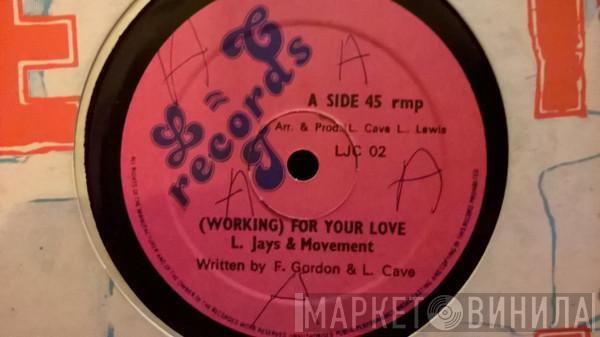 L J C
records
A SIDE 45 rmp
Arr. & Prod. L. Cave L. Lewis
LJC 02
(WORKING) FOR YOUR LOVE
L. Jays & Movement
Written by F. Gordon & L. Cave
A
A
A
A
A
МАРКЕТ ВИНИЛА